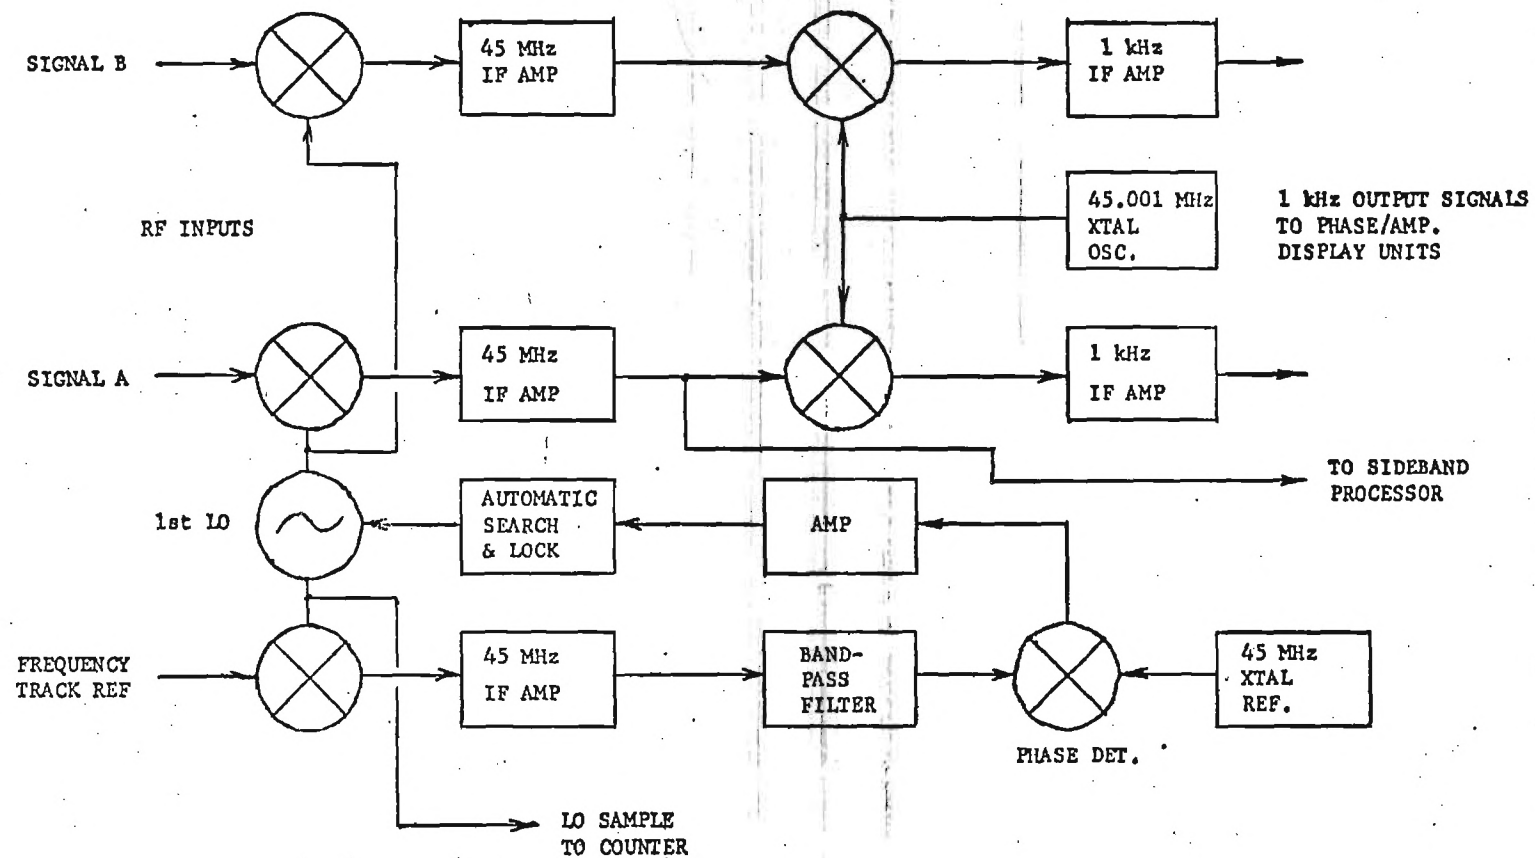 SIGNAL B
45 MHz
IF AMP
1 kHz
IF AMP
RF INPUTS
45.001 MHz
XTAL
OSC.
1 kHz OUTPUT SIGNALS
TO PHASE/AMP.
DISPLAY UNITS
SIGNAL A
45 MHz
IF AMP
1 kHz
IF AMP
TO SIDEBAND
PROCESSOR
1st LO
AUTOMATIC
SEARCH
& LOCK
AMP
FREQUENCY
TRACK REF
45 MHz
IF AMP
BAND-
PASS
FILTER
45 MHz
XTAL
REF.
PHASE DET.
LO SAMPLE
TO COUNTER